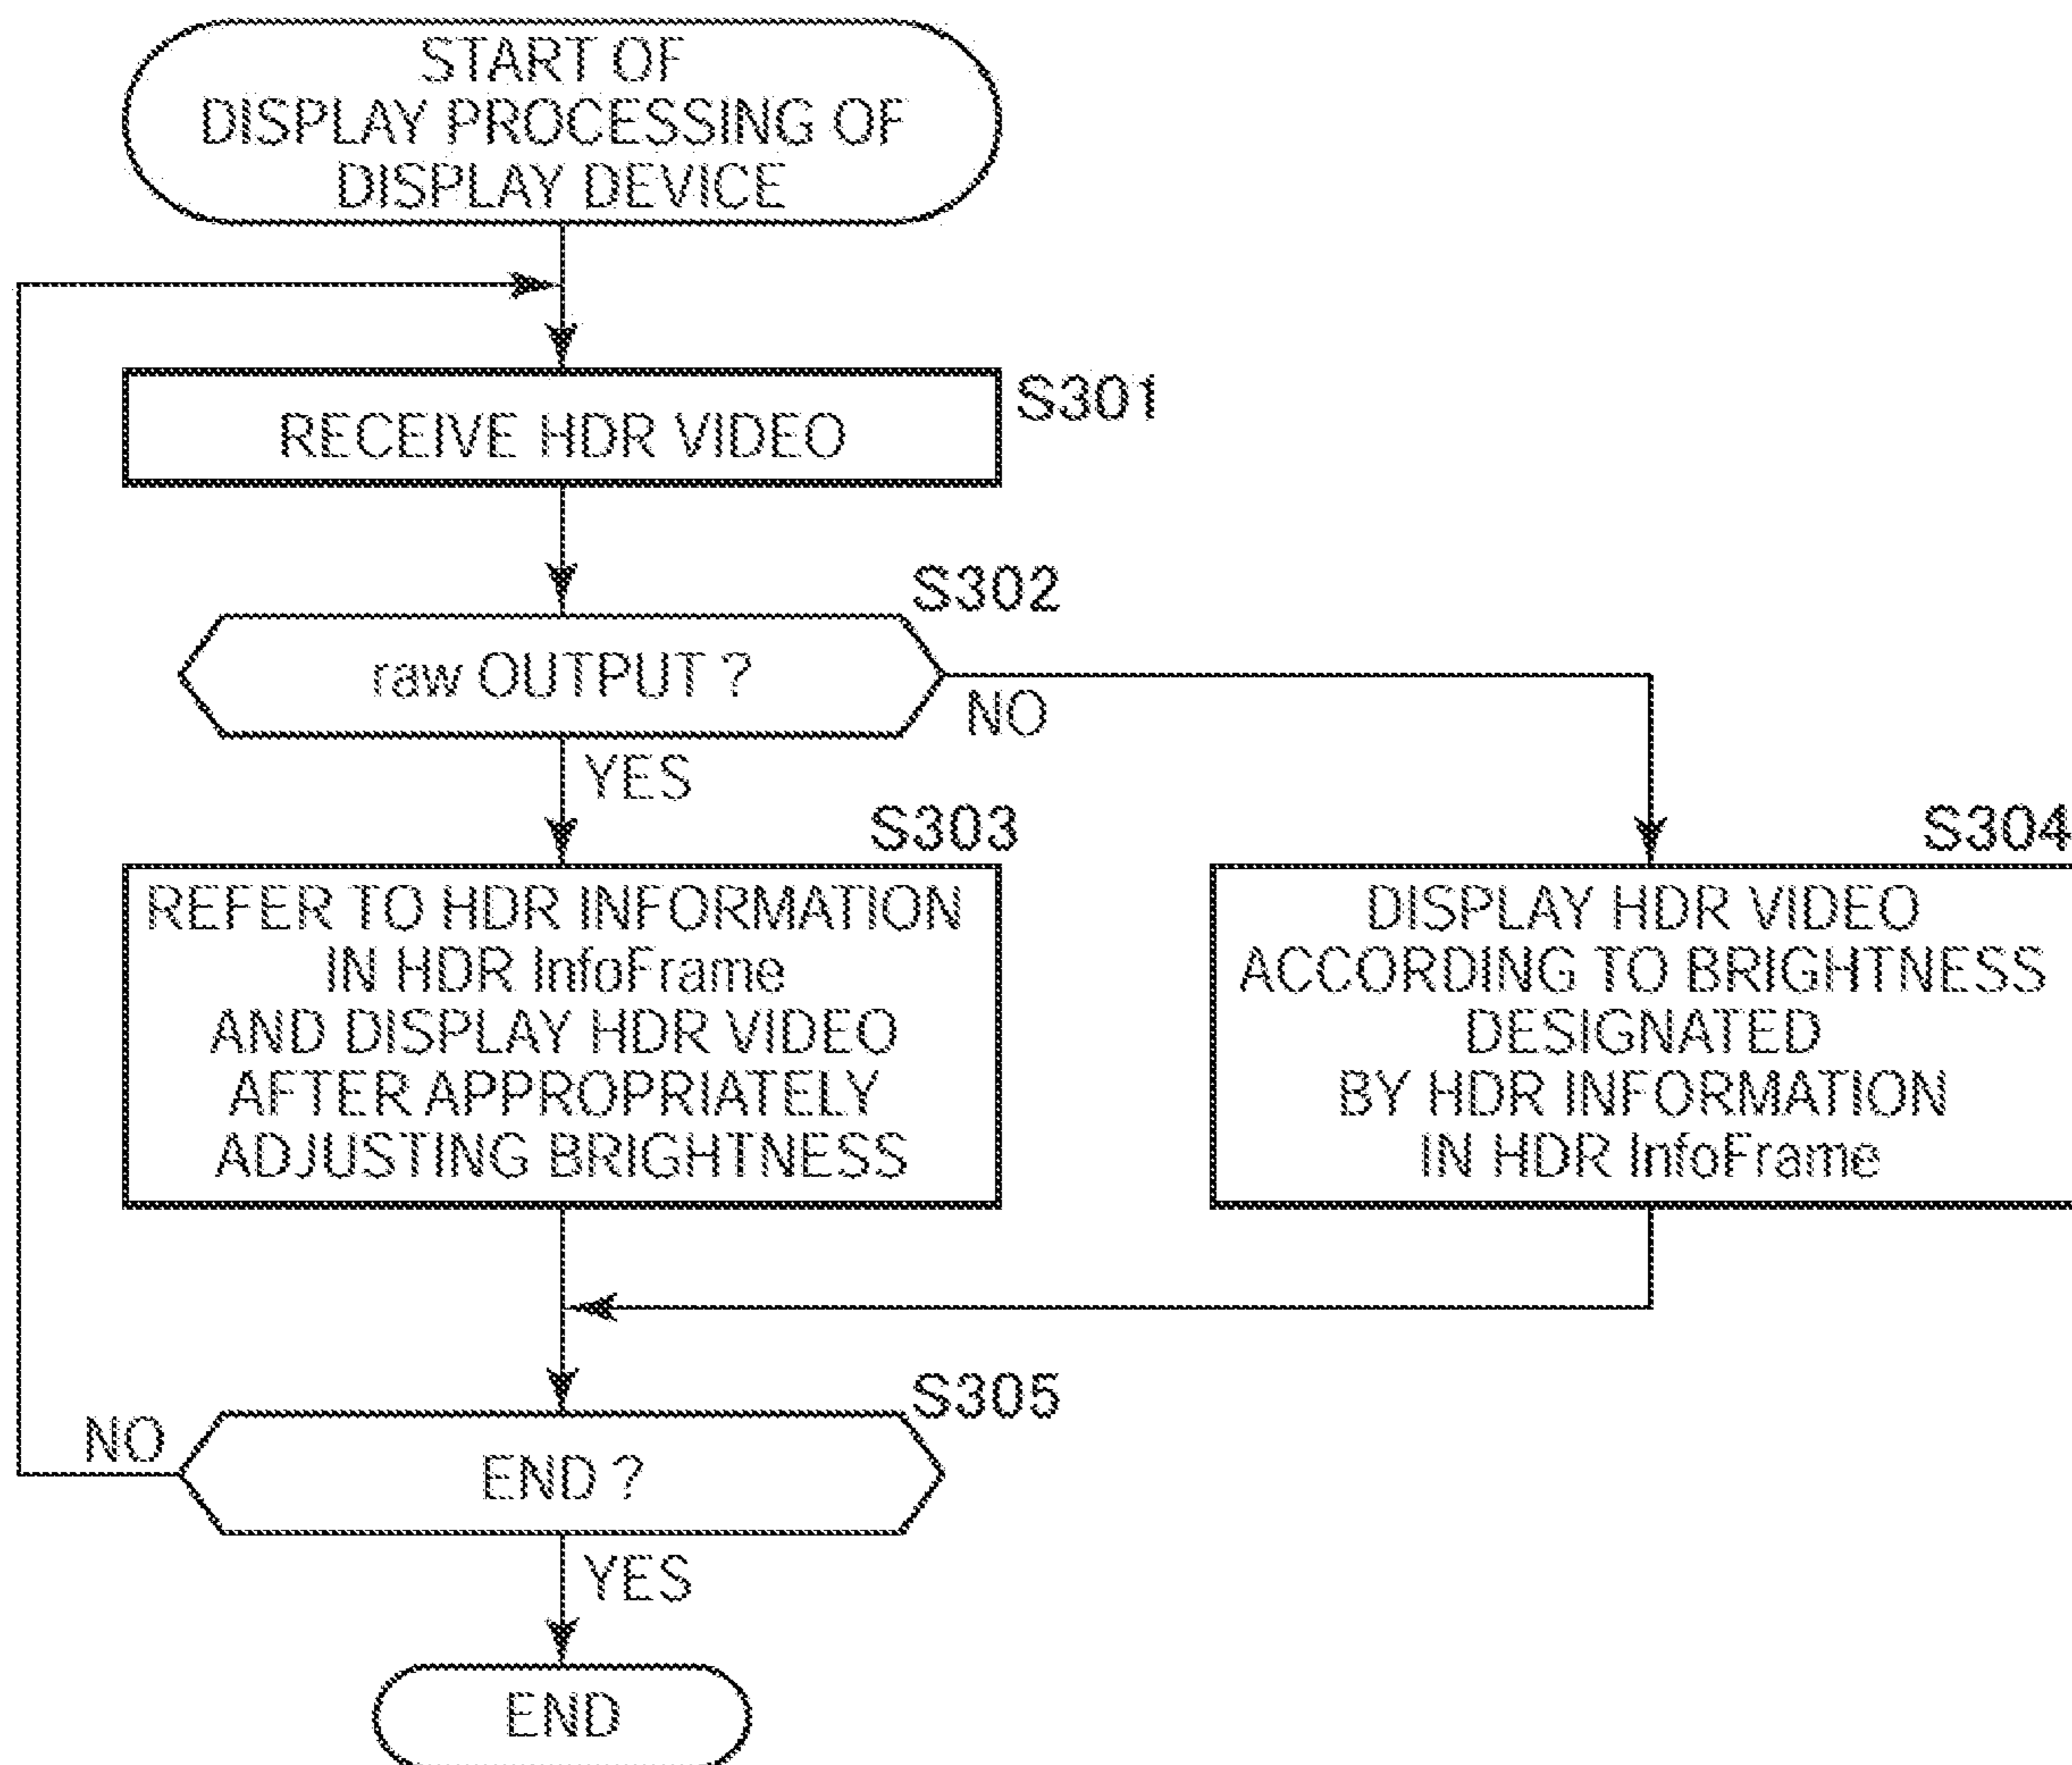 START OF
DISPLAY PROCESSING OF
DISPLAY DEVICE
RECEIVE HDR VIDEO
S301
S302
raw OUTPUT ?
NO
YES
S303
REFER TO HDR INFORMATION
IN HDR InfoFrame
AND DISPLAY HDR VIDEO
AFTER APPROPRIATELY
ADJUSTING BRIGHTNESS
S304
DISPLAY HDR VIDEO
ACCORDING TO BRIGHTNESS
DESIGNATED
BY HDR INFORMATION
IN HDR InfoFrame
S305
NO
END ?
YES
END